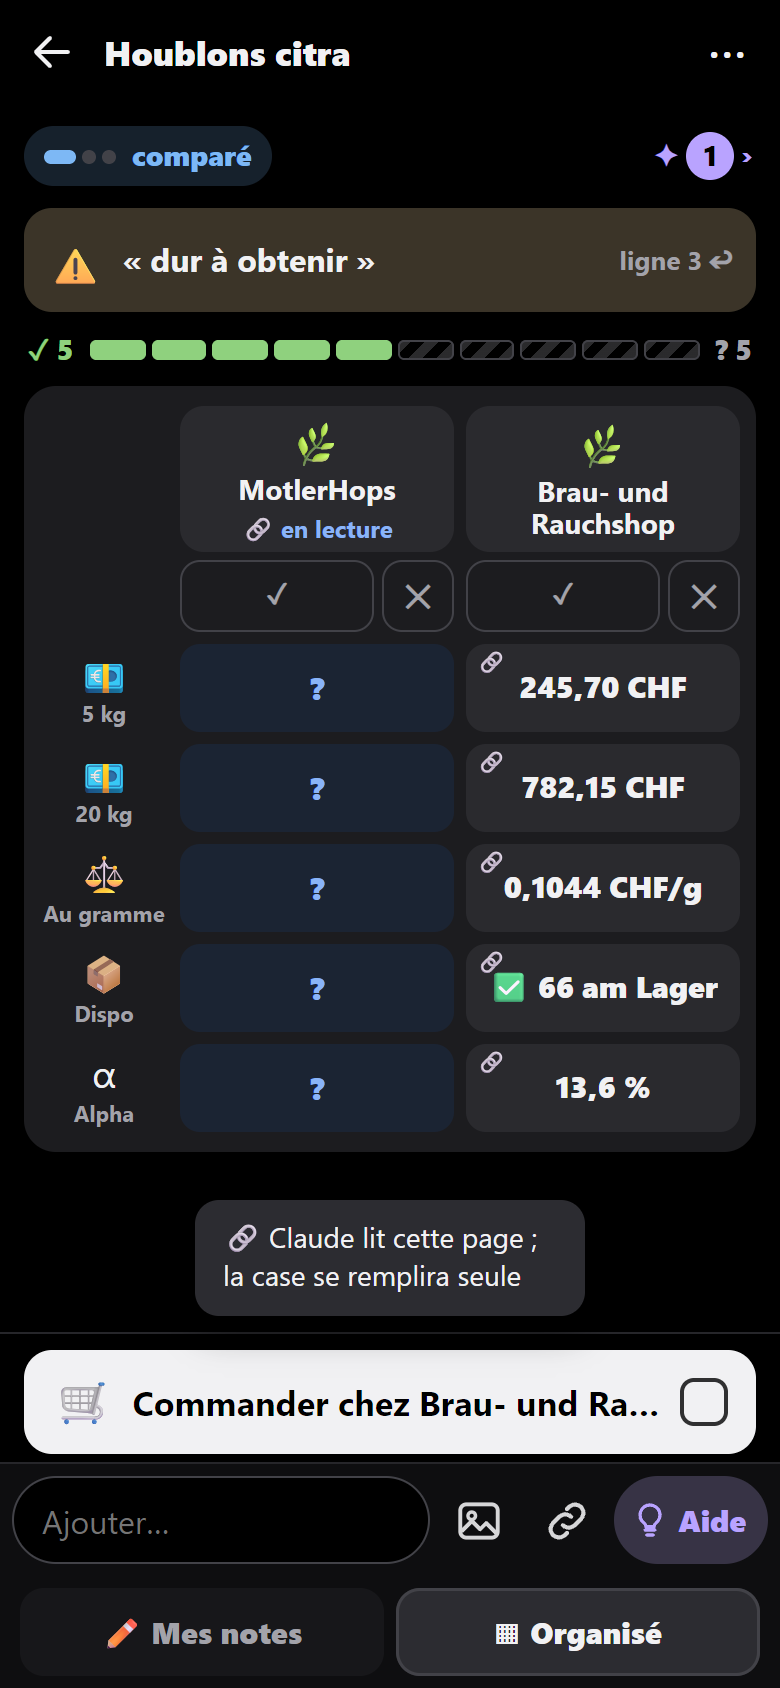 Houblons citra
comparé
1
« dur à obtenir »
ligne 3
5
? 5
MotlerHops
en lecture
Brau- und
Rauchshop
5 kg
?
245,70 CHF
20 kg
?
782,15 CHF
Au gramme
?
0,1044 CHF/g
Dispo
?
66 am Lager
α
Alpha
?
13,6 %
Claude lit cette page ;
la case se remplira seule
Commander chez Brau- und Ra...
Ajouter...
Aide
Mes notes
Organisé